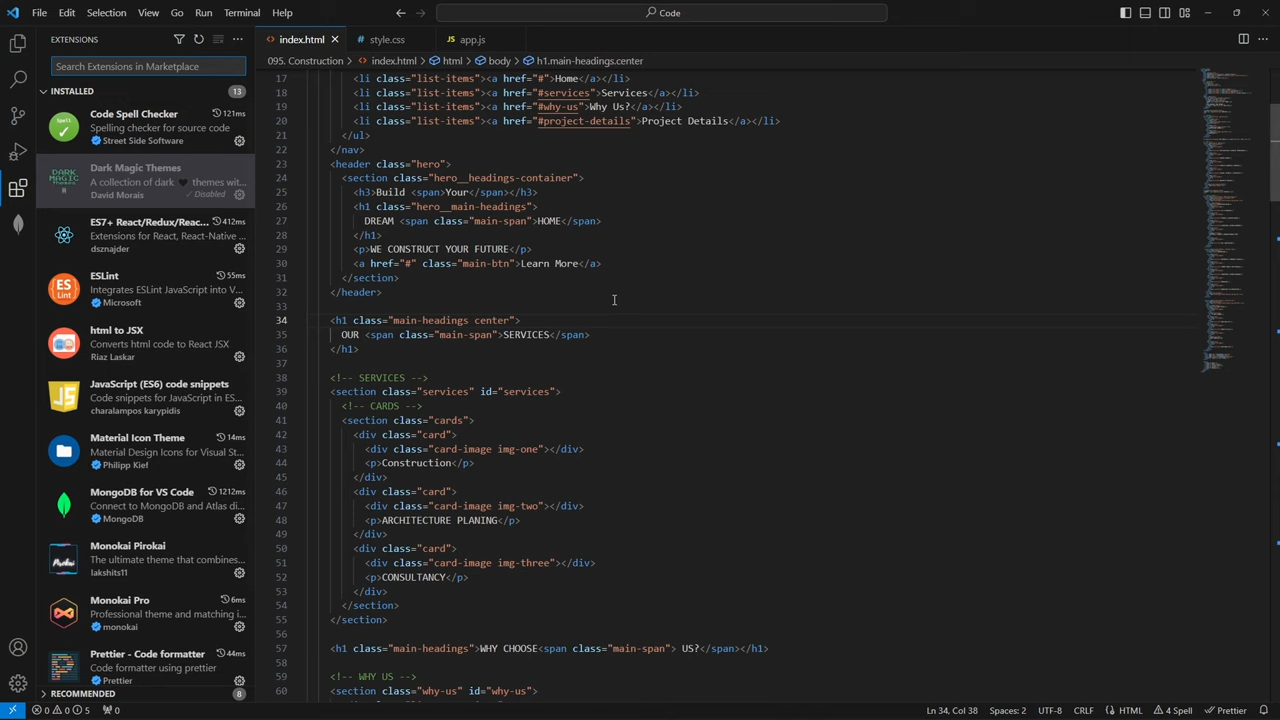 File Edit Selection View Go Run Terminal Help
Code
EXTENSIONS
Search Extensions in Marketplace
INSTALLED 13
Code Spell Checker 121ms
Spelling checker for source code
Street Side Software
Dark Magic Themes
A collection of dark 🖤 themes wit...
David Morais Disabled
ES7+ React/Redux/Reac... 412ms
Extensions for React, React-Native ...
dsznajder
ESLint 55ms
Integrates ESLint JavaScript into V...
Microsoft
html to JSX
Converts html code to React JSX
Riaz Laskar
JavaScript (ES6) code snippets
Code snippets for JavaScript in ES...
charalampos karypidis
Material Icon Theme 14ms
Material Design Icons for Visual St...
Philipp Kief
MongoDB for VS Code 1212ms
Connect to MongoDB and Atlas di...
MongoDB
Monokai Pirokai
The ultimate theme that combines...
lakshits11
Monokai Pro 6ms
Professional theme and matching i...
monokai
Prettier - Code formatter 44ms
Code formatter using prettier
Prettier
RECOMMENDED 8
index.html style.css app.js
095. Construction > index.html > html > body > h1.main-headings.center
17 <li class="list-items"><a href="#">Home</a></li>
18 <li class="list-items"><a href="#services">Services</a></li>
19 <li class="list-items"><a href="#why-us">Why Us?</a></li>
20 <li class="list-items"><a href="#project-details">Project Details</a></li>
21 </ul>
22 </nav>
23 <header class="hero">
24 <section class="hero__headings-container">
25 <h3>Build <span>Your</span></h3>
26 <h1 class="hero__main-headings">
27 DREAM <span class="main-span">HOME</span>
28 </h1>
29 <p>WE CONSTRUCT YOUR FUTURE</p>
30 <a href="#" class="main-btn">Learn More</a>
31 </section>
32 </header>
33
34 <h1 class="main-headings center">
35 OUR <span class="main-span">SERVICES</span>
36 </h1>
37
38 <!-- SERVICES -->
39 <section class="services" id="services">
40 <!-- CARDS -->
41 <section class="cards">
42 <div class="card">
43 <div class="card-image img-one"></div>
44 <p>Construction</p>
45 </div>
46 <div class="card">
47 <div class="card-image img-two"></div>
48 <p>ARCHITECTURE PLANING</p>
49 </div>
50 <div class="card">
51 <div class="card-image img-three"></div>
52 <p>CONSULTANCY</p>
53 </div>
54 </section>
55 </section>
56
57 <h1 class="main-headings">WHY CHOOSE<span class="main-span"> US?</span></h1>
58
59 <!-- WHY US -->
60 <section class="why-us" id="why-us">
0 0 5 0 Ln 34, Col 38 Spaces: 2 UTF-8 CRLF HTML 4 Spell Prettier